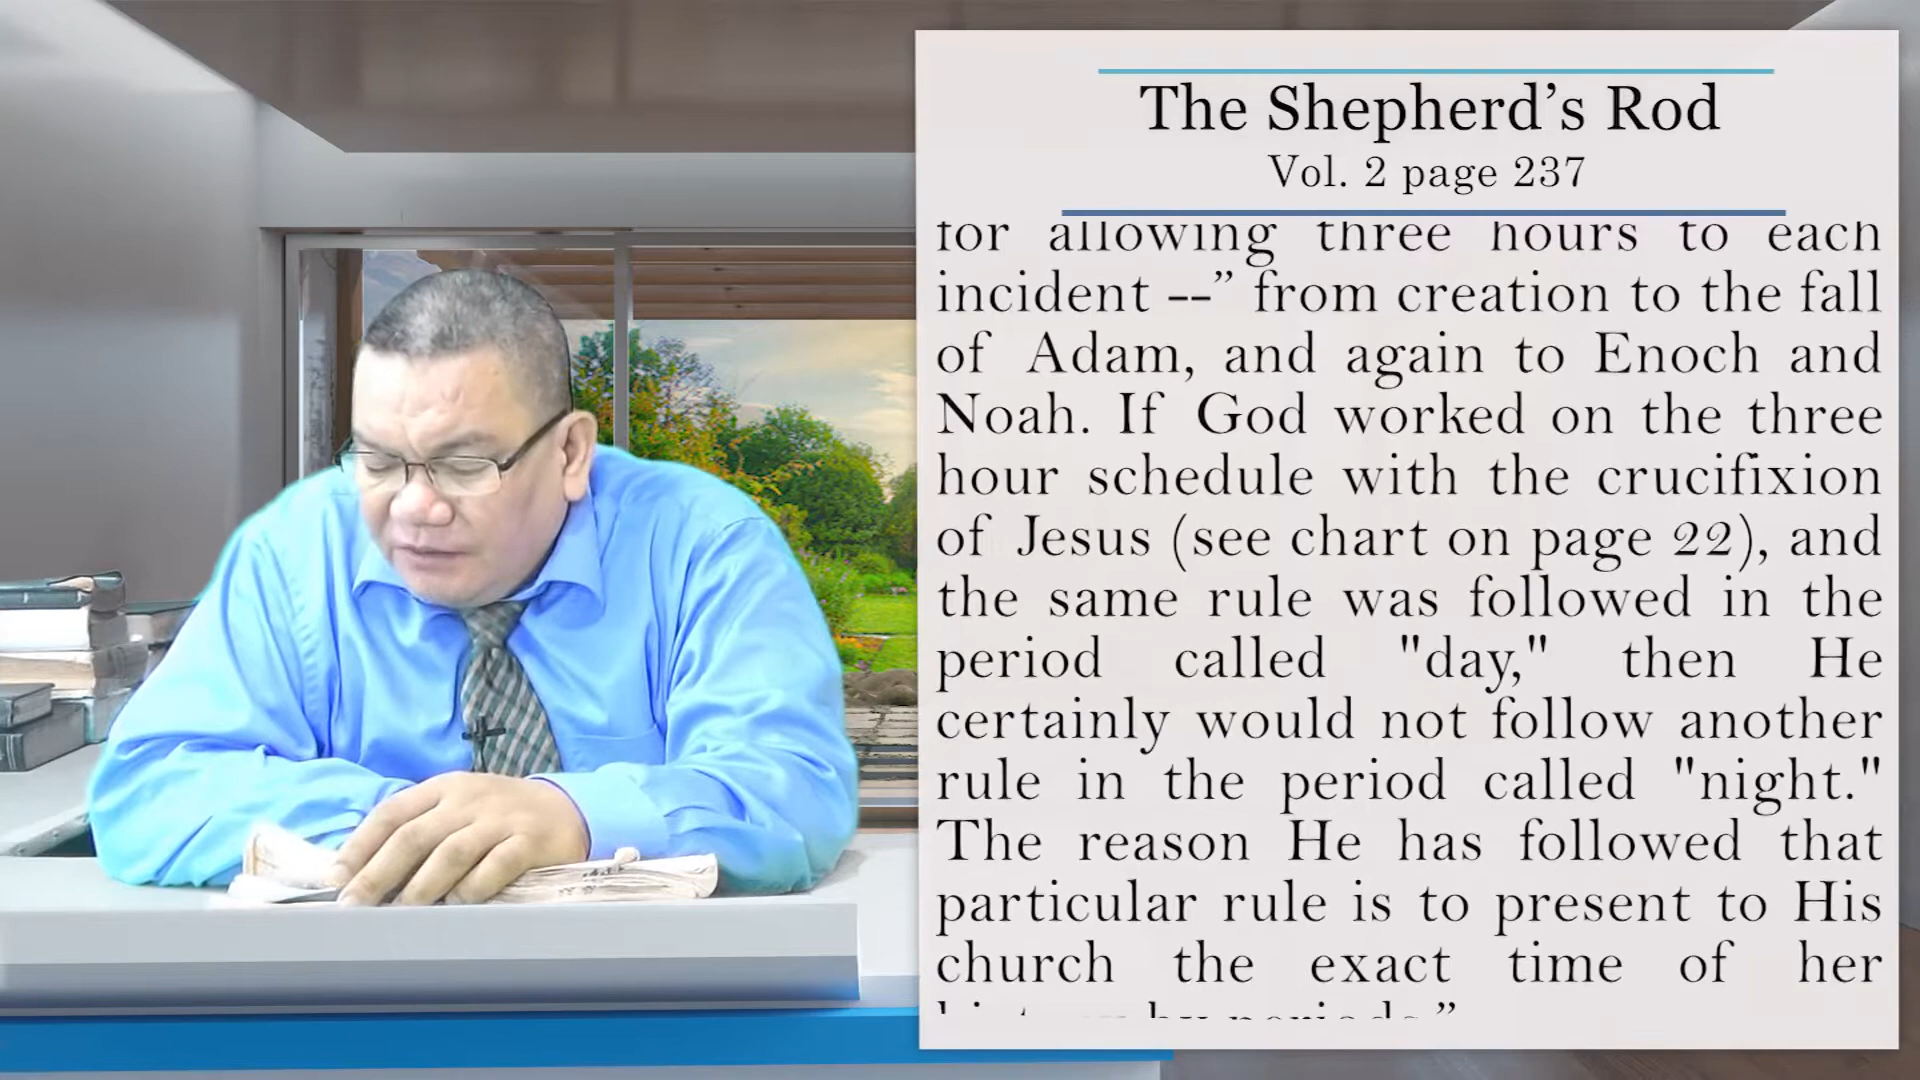 The Shepherd’s Rod
Vol. 2 page 237
for allowing three hours to each
incident --” from creation to the fall
of Adam, and again to Enoch and
Noah. If God worked on the three
hour schedule with the crucifixion
of Jesus (see chart on page 22), and
the same rule was followed in the
period called "day," then He
certainly would not follow another
rule in the period called "night."
The reason He has followed that
particular rule is to present to His
church the exact time of her
by periods.”